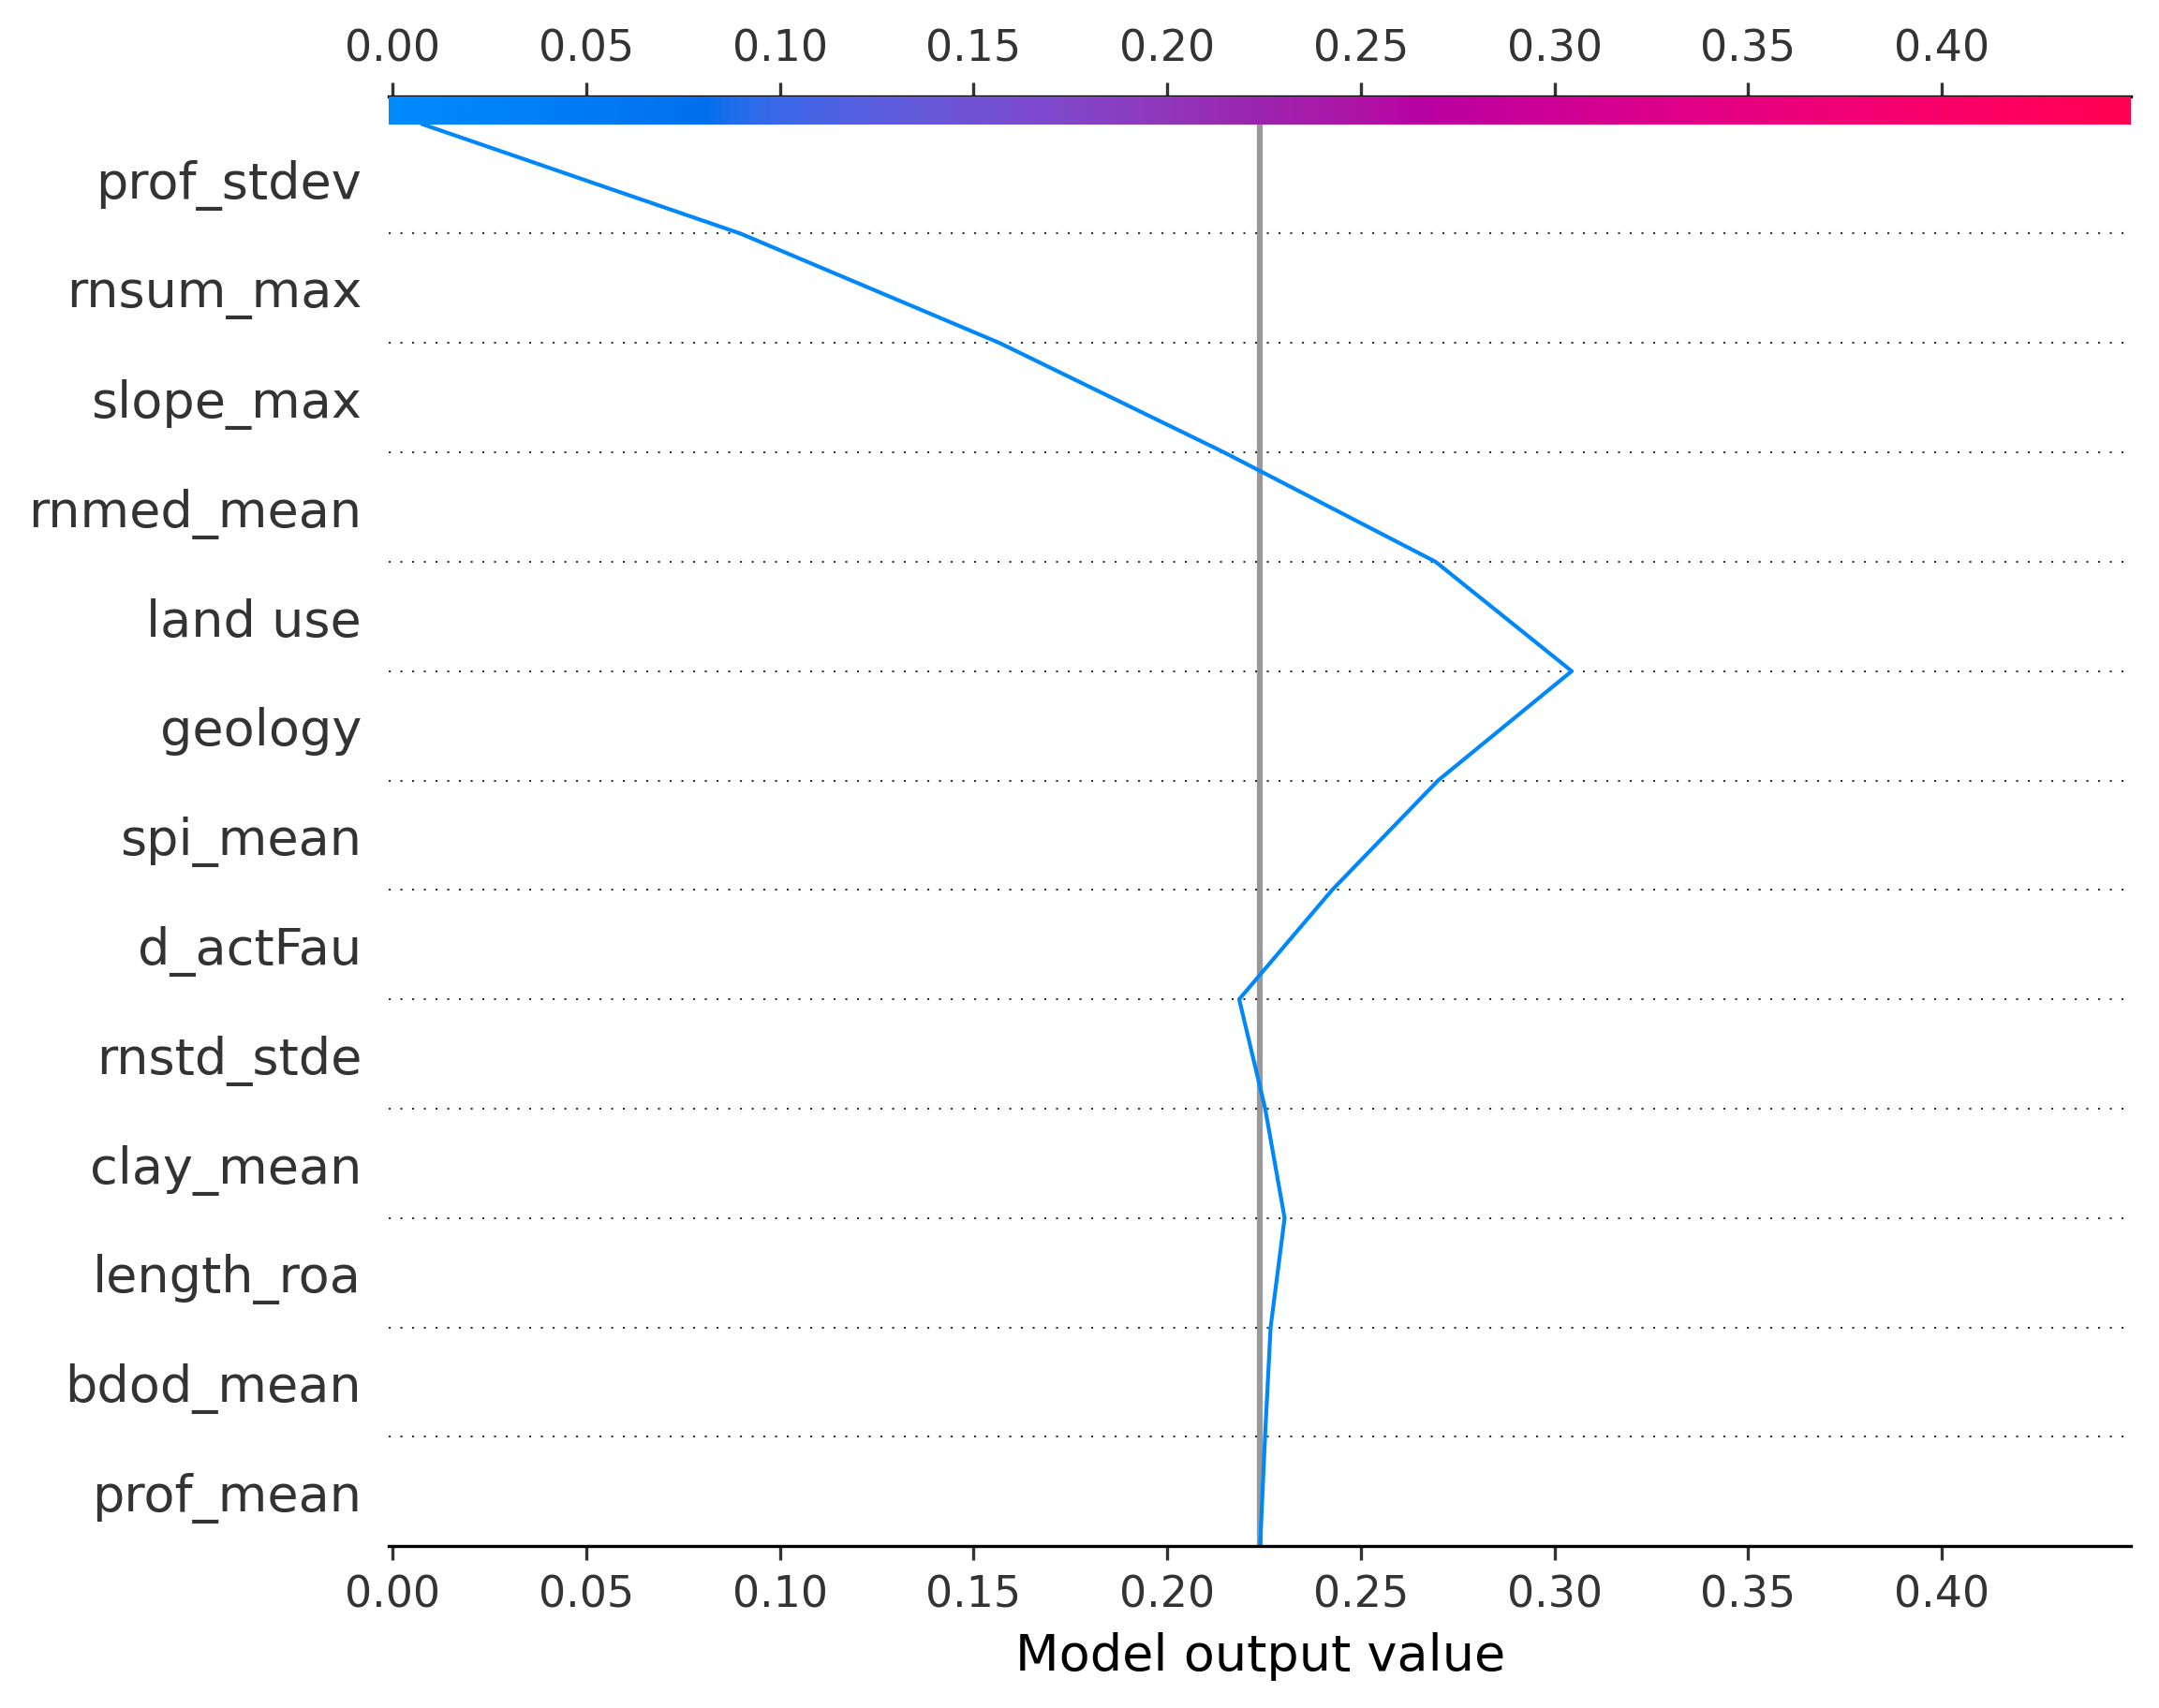 0.00 0.05 0.10 0.15 0.20 0.25 0.30 0.35 0.40
prof_stdev
rnsum_max
slope_max
rnmed_mean
land use
geology
spi_mean
d_actFau
rnstd_stde
clay_mean
length_roa
bdod_mean
prof_mean
0.00 0.05 0.10 0.15 0.20 0.25 0.30 0.35 0.40
Model output value